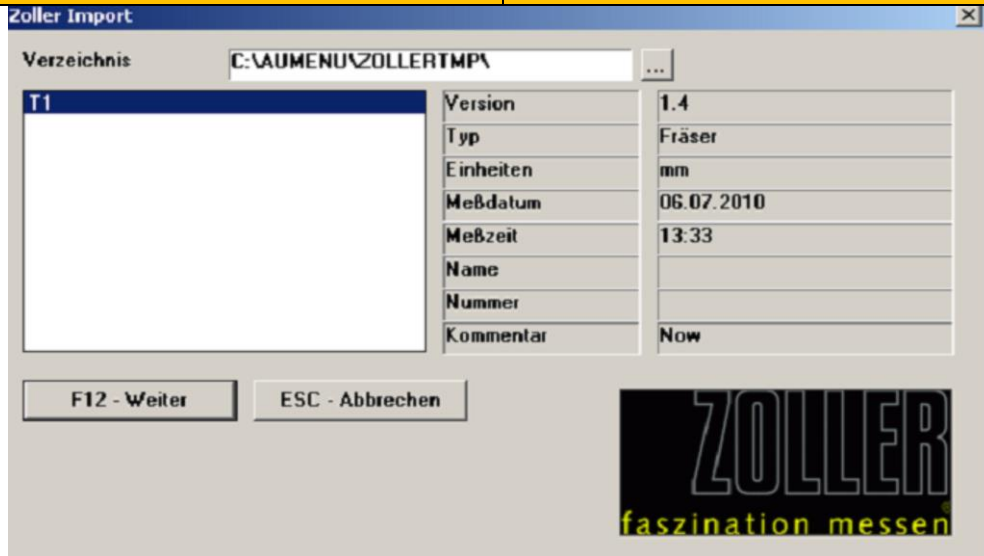 Zoller Import
Verzeichnis C:\AUMENU\ZOLLERTMP\ ...
T1
Version 1.4
Typ Fräser
Einheiten mm
Meßdatum 06.07.2010
Meßzeit 13:33
Name
Nummer
Kommentar Now
F12 - Weiter ESC - Abbrechen
ZOLLER ®
faszination messen